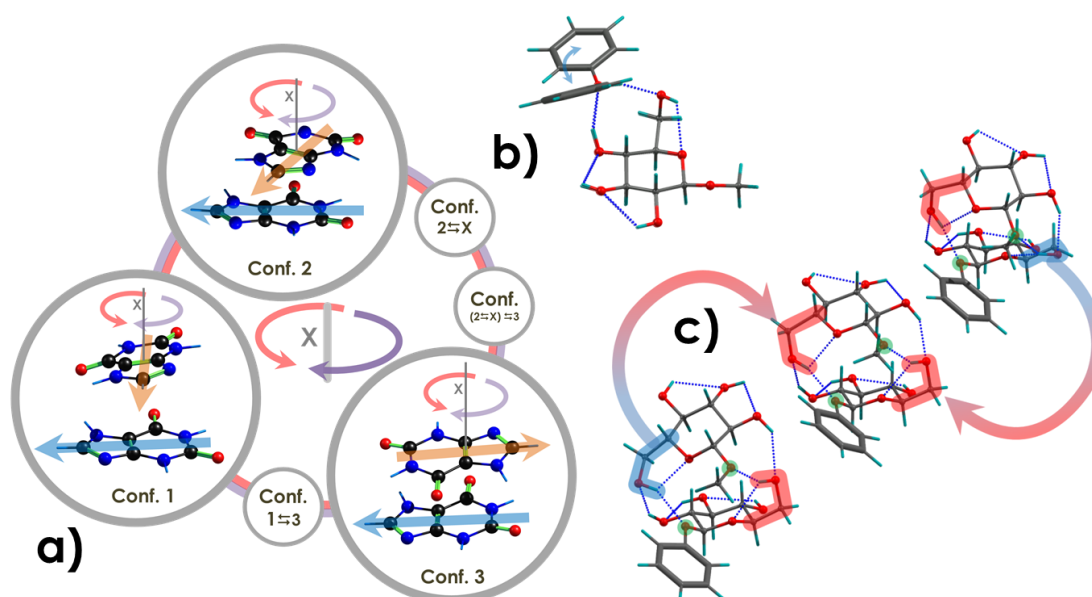 X
Conf. 2
b)
Conf.
2⇆X
Conf.
(2⇆X) ⇆3
X
Conf. 1
X
c)
X
Conf. 3
Conf.
1⇆3
a)